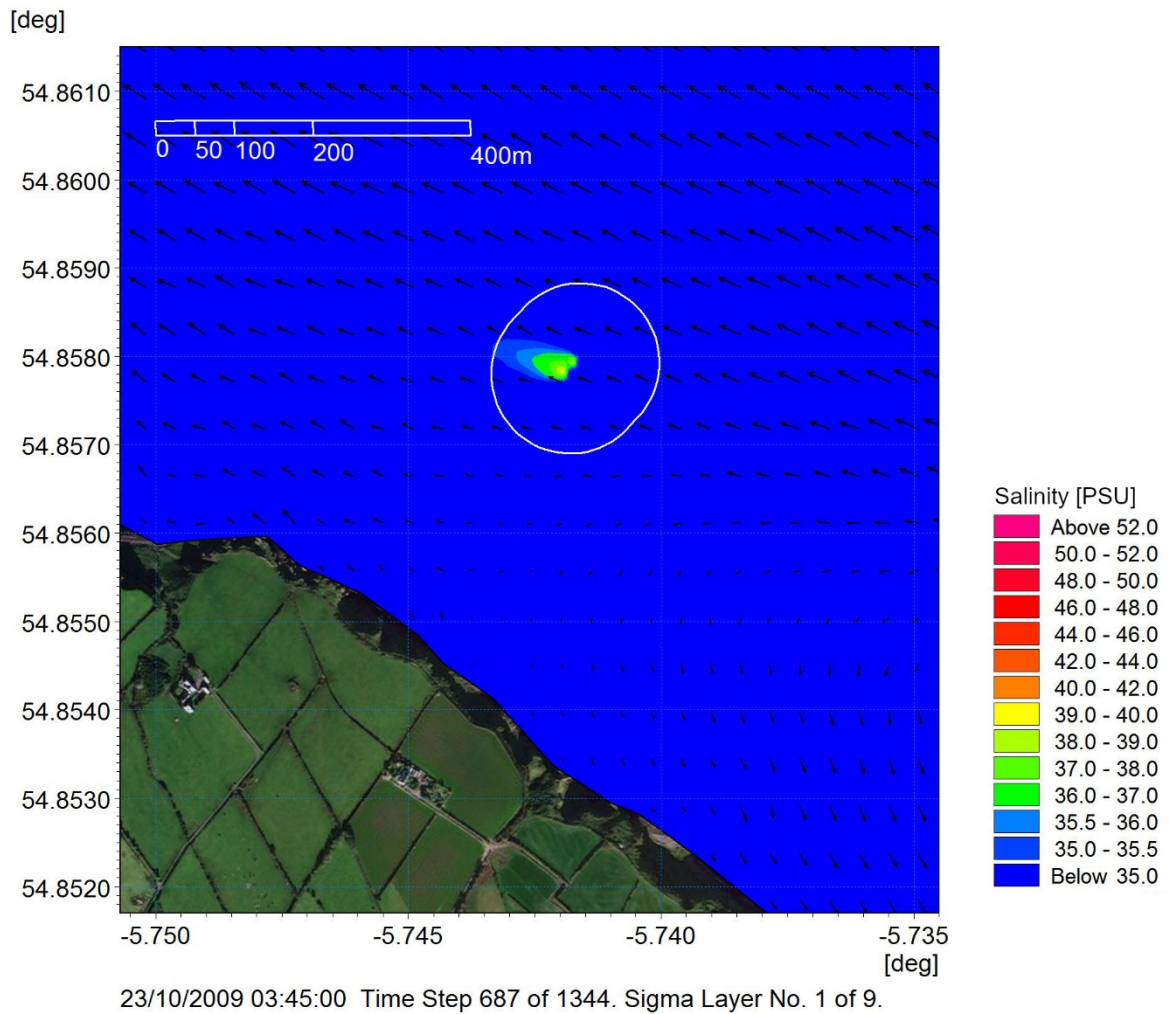 [deg]
54.8610
0 50 100 200 400m
54.8600
54.8590
54.8580
54.8570
54.8560
54.8550
54.8540
54.8530
54.8520
-5.750 -5.745 -5.740 -5.735
[deg]
23/10/2009 03:45:00 Time Step 687 of 1344. Sigma Layer No. 1 of 9.
Salinity [PSU]
Above 52.0
50.0 - 52.0
48.0 - 50.0
46.0 - 48.0
44.0 - 46.0
42.0 - 44.0
40.0 - 42.0
39.0 - 40.0
38.0 - 39.0
37.0 - 38.0
36.0 - 37.0
35.5 - 36.0
35.0 - 35.5
Below 35.0